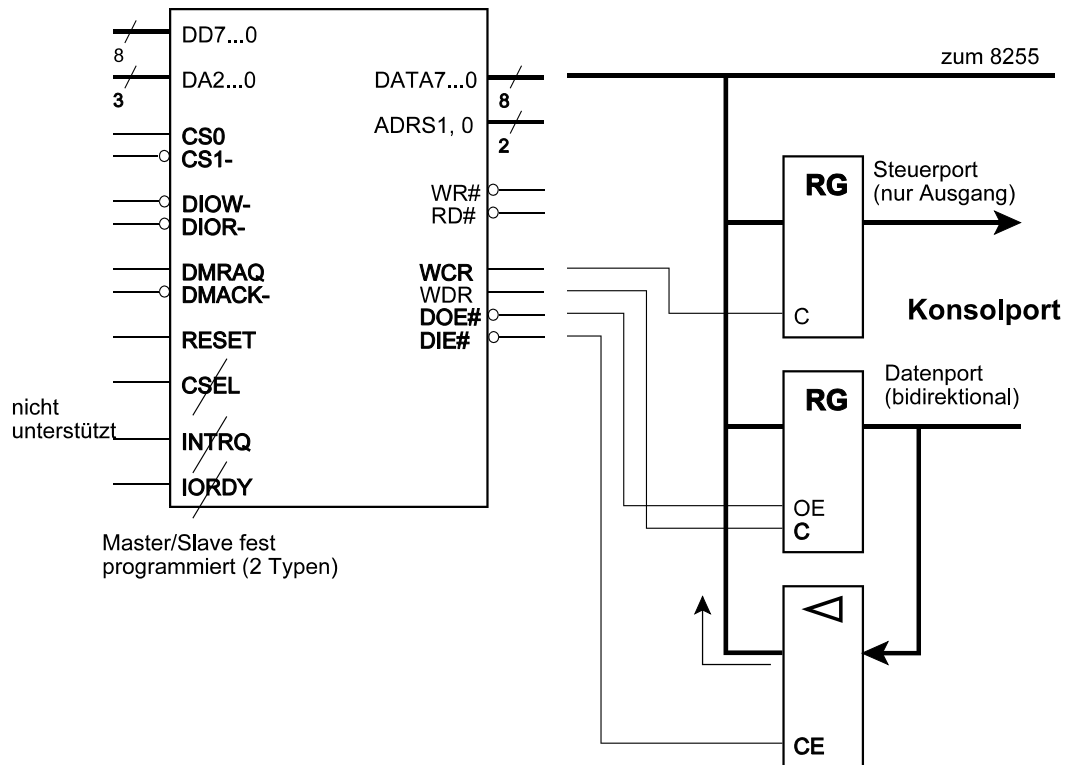 DD7...0
8
DA2...0
3
CS0
CS1-
DIOW-
DIOR-
DMRAQ
DMACK-
RESET
CSEL
nicht
unterstützt
INTRQ
IORDY
Master/Slave fest
programmiert (2 Typen)
DATA7...0
8
ADRS1, 0
2
WR#
RD#
WCR
WDR
DOE#
DIE#
zum 8255
RG
Steuerport
(nur Ausgang)
C
Konsolport
RG
Datenport
(bidirektional)
OE
C
CE